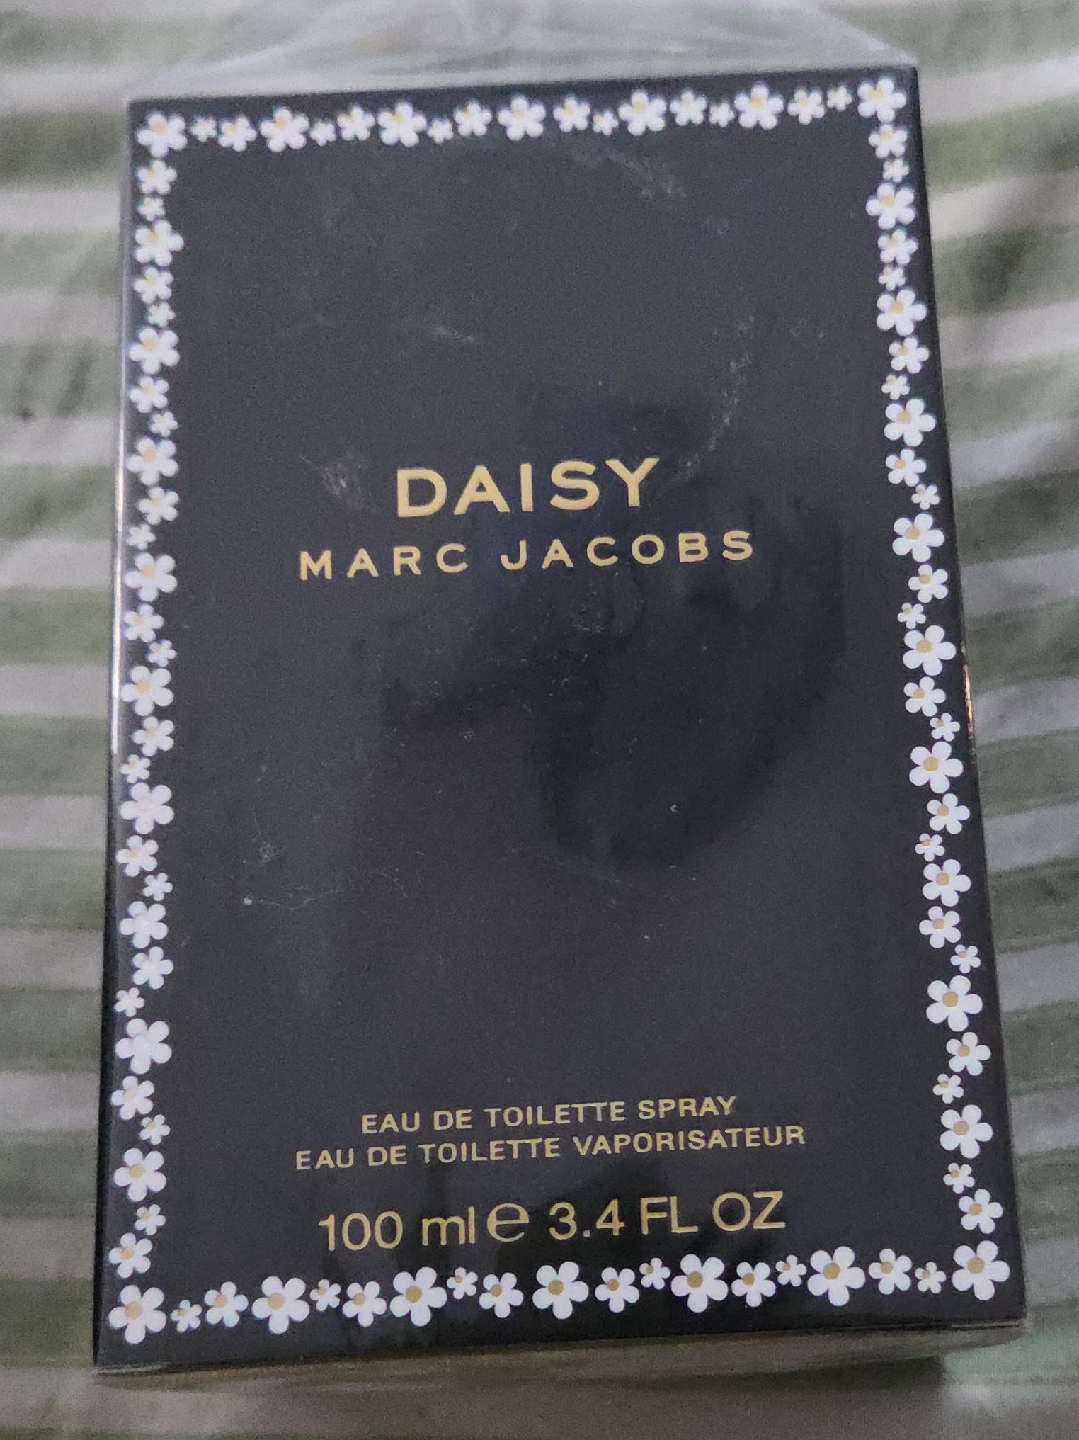 DAISY
MARC JACOBS
EAU DE TOILETTE SPRAY
EAU DE TOILETTE VAPORISATEUR
100 ml ℮ 3.4 FL OZ